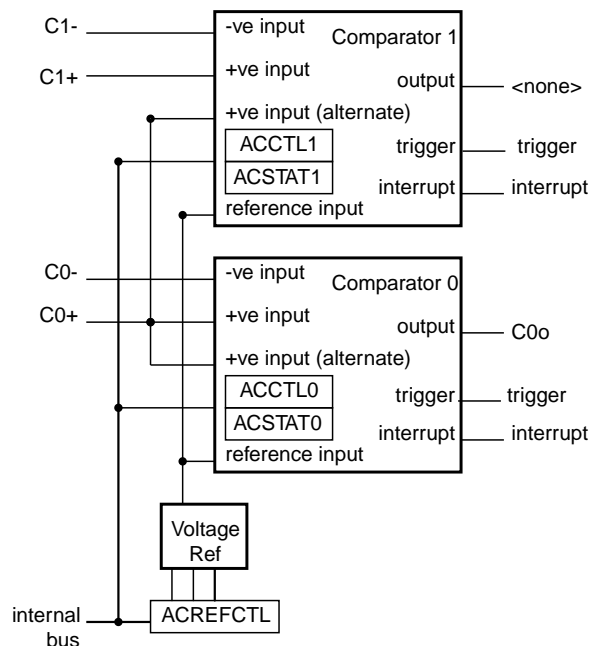 C1-
-ve input
Comparator 1
C1+
+ve input
output
<none>
+ve input (alternate)
ACCTL1
trigger
trigger
ACSTAT1
interrupt
interrupt
reference input
C0-
-ve input
Comparator 0
C0+
+ve input
output
C0o
+ve input (alternate)
ACCTL0
trigger
trigger
ACSTAT0
interrupt
interrupt
reference input
Voltage
Ref
internal
bus
ACREFCTL